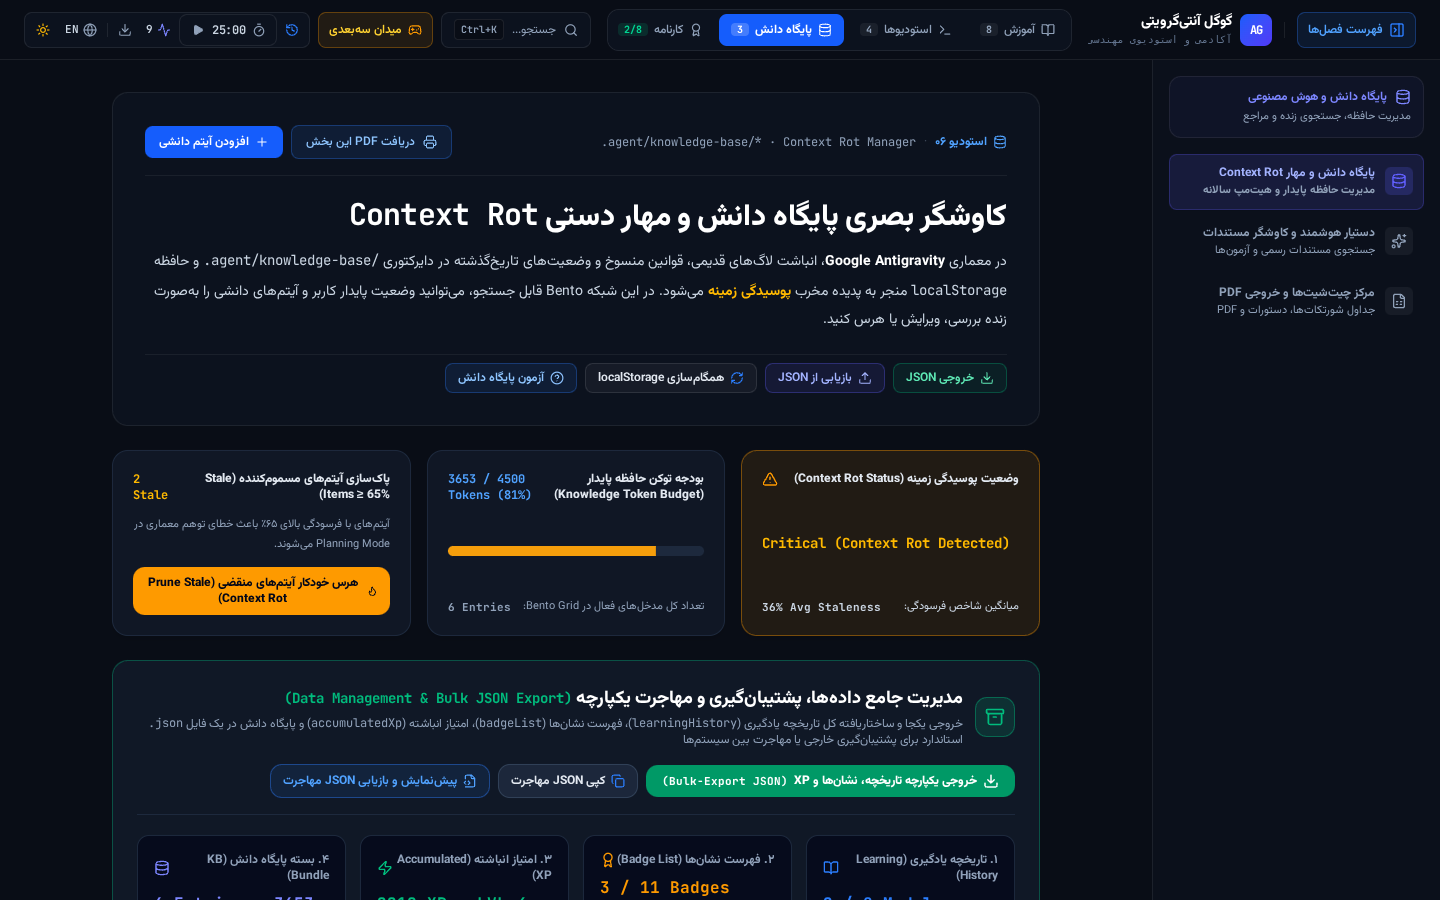 فهرست فصل‌ها
AG
گوگل آنتی‌گرویتی
آکادمی و استودیوی مهندسی
آموزش 8
استودیوها 4
پایگاه دانش 3
کارنامه 2/8
جستجو... Ctrl+K
میدان سه‌بعدی
25:00
9
EN
پایگاه دانش و هوش مصنوعی
مدیریت حافظه، جستجوی زنده و مراجع
پایگاه دانش و مهار Context Rot
مدیریت حافظه پایدار و هیت‌مپ سالانه
دستیار هوشمند و کاوشگر مستندات
جستجوی مستندات رسمی و آزمون‌ها
مرکز چیت‌شیت‌ها و خروجی PDF
جداول شورتکات‌ها، دستورات و PDF
استودیو ۰۶ · Context Rot Manager · .agent/knowledge-base/*
دریافت PDF این بخش
افزودن آیتم دانشی
کاوشگر بصری پایگاه دانش و مهار دستی Context Rot
در معماری Google Antigravity، انباشت لاگ‌های قدیمی، قوانین منسوخ و وضعیت‌های تاریخ‌گذشته در دایرکتوری .agent/knowledge-base/ و حافظه
localStorage منجر به پدیده مخرب پوسیدگی زمینه می‌شود. در این شبکه Bento قابل جستجو، می‌توانید وضعیت پایدار کاربر و آیتم‌های دانشی را به‌صورت
زنده بررسی، ویرایش یا هرس کنید.
خروجی JSON
بازیابی از JSON
همگام‌سازی localStorage
آزمون پایگاه دانش
وضعیت پوسیدگی زمینه (Context Rot Status)
Critical (Context Rot Detected)
میانگین شاخص فرسودگی: 36% Avg Staleness
بودجه توکن حافظه پایدار
(Knowledge Token Budget)
3653 / 4500
Tokens (81%)
تعداد کل مدخل‌های فعال در Bento Grid: 6 Entries
پاک‌سازی آیتم‌های مسموم‌کننده (Stale
Items ≥ 65%)
2
Stale
آیتم‌های با فرسودگی بالای ۶۵٪ باعث خطای توهم معماری در
Planning Mode می‌شوند.
هرس خودکار آیتم‌های منقضی (Prune Stale
Context Rot)
مدیریت جامع داده‌ها، پشتیبان‌گیری و مهاجرت یکپارچه (Data Management & Bulk JSON Export)
خروجی یکجا و ساختاریافته کل تاریخچه یادگیری (learningHistory)، فهرست نشان‌ها (badgeList)، امتیاز انباشته (accumulatedXp) و پایگاه دانش در یک فایل .json
استاندارد برای پشتیبان‌گیری خارجی یا مهاجرت بین سیستم‌ها
خروجی یکپارچه تاریخچه، نشان‌ها و XP (Bulk-Export JSON)
کپی JSON مهاجرت
پیش‌نمایش و بازیابی JSON مهاجرت
۱. تاریخچه یادگیری (Learning
History)
۲. فهرست نشان‌ها (Badge List)
3 / 11 Badges
۳. امتیاز انباشته (Accumulated
XP)
۴. بسته پایگاه دانش (KB
Bundle)